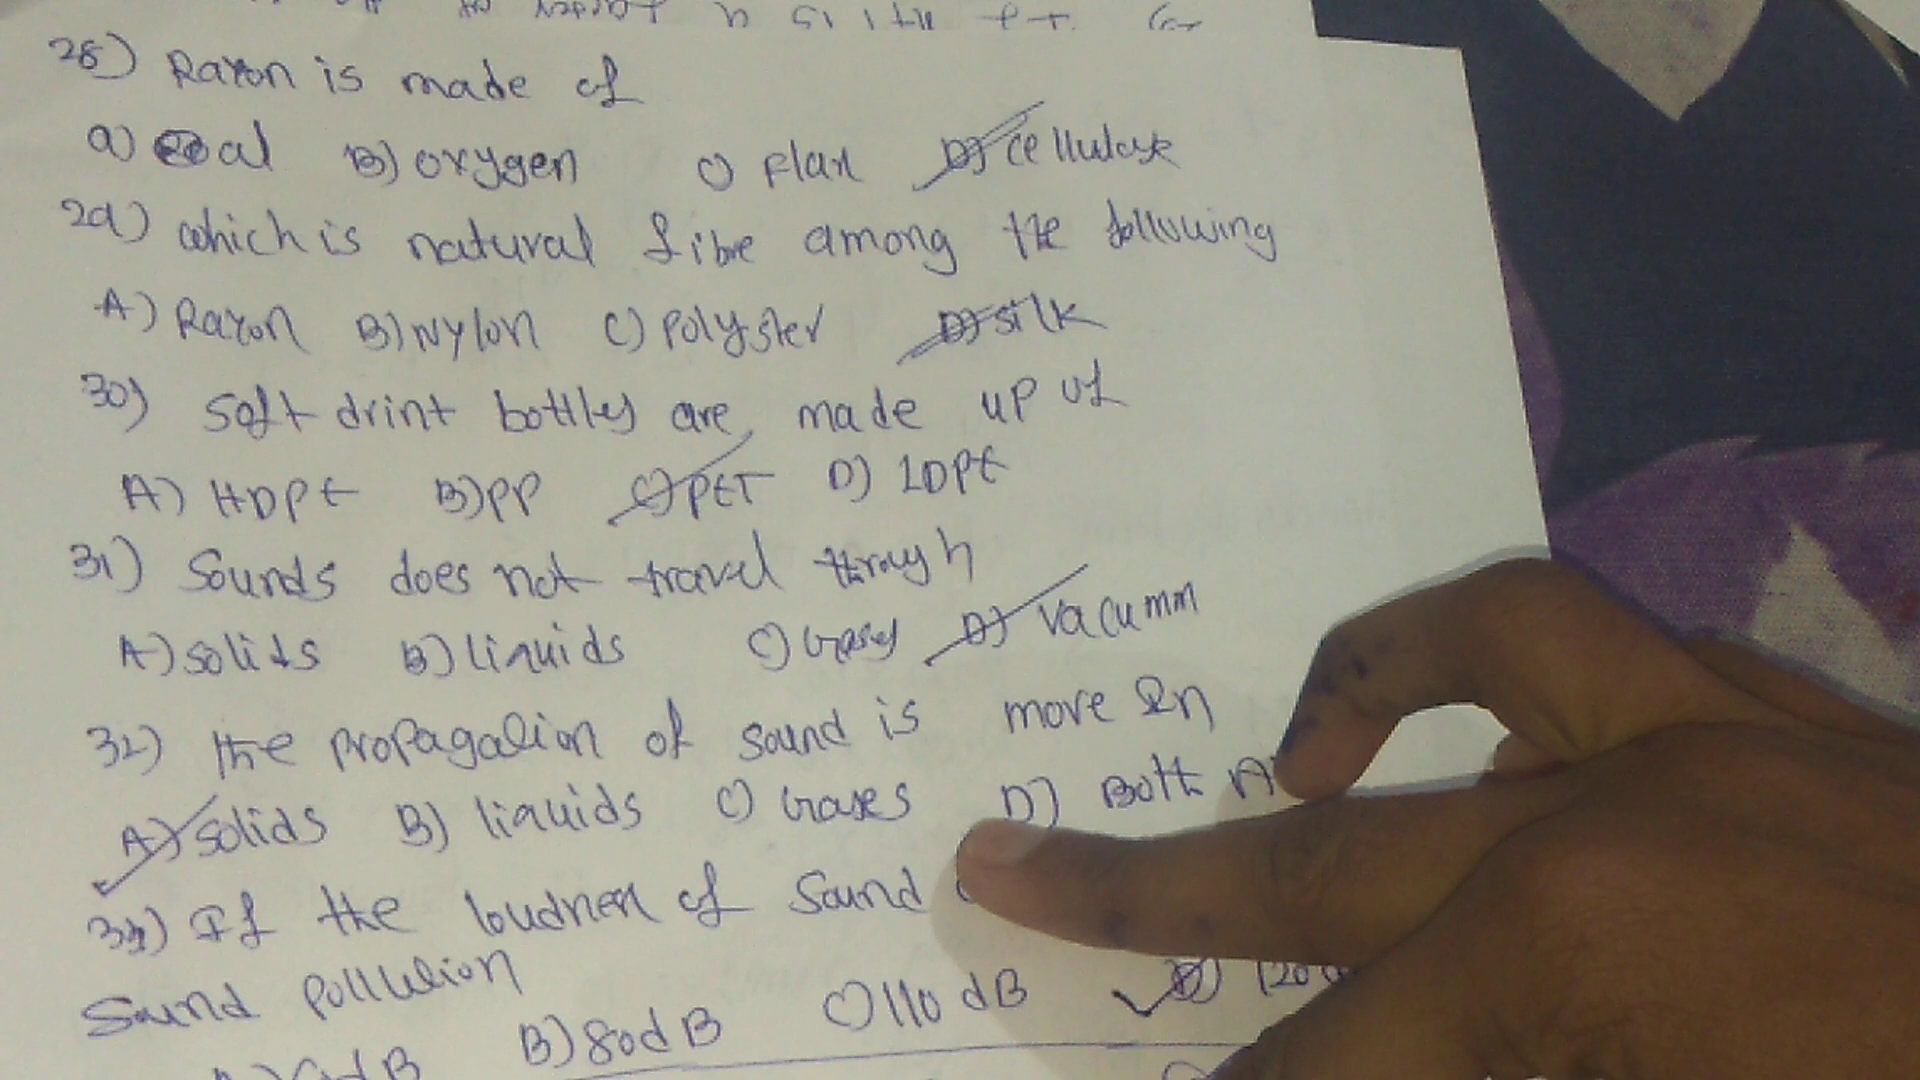 28) Rayon is made of
a) coal B) oxygen C) Flax D) cellulose
29) which is natural fibre among the following
A) Rayon B) Nylon C) Polyster D) silk
30) soft drint bottles are made up of
A) HDPE B) PP C) PET D) LDPE
31) Sounds does not travel through
A) solids B) liquids C) Gases D) Vacumm
32) the propagation of sound is more In
A) solids B) liquids C) Gases D) Both A
33) If the loudness of Sound
Sound pollution
B) 80dB C) 110 dB D) 120